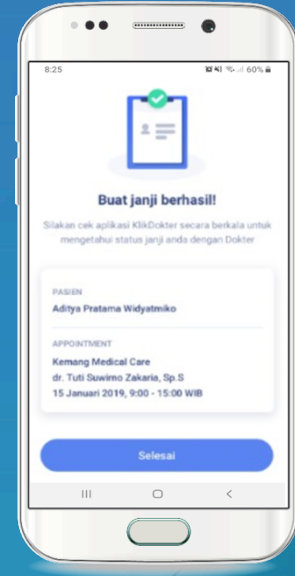 8:25 60%
Buat janji berhasil!
Silakan cek aplikasi KlikDokter secara berkala untuk
mengetahui status janji anda dengan Dokter
PASIEN
Aditya Pratama Widyatmiko
APPOINTMENT
Kemang Medical Care
dr. Tuti Suwirno Zakaria, Sp.S
15 Januari 2019, 9:00 - 15:00 WIB
Selesai